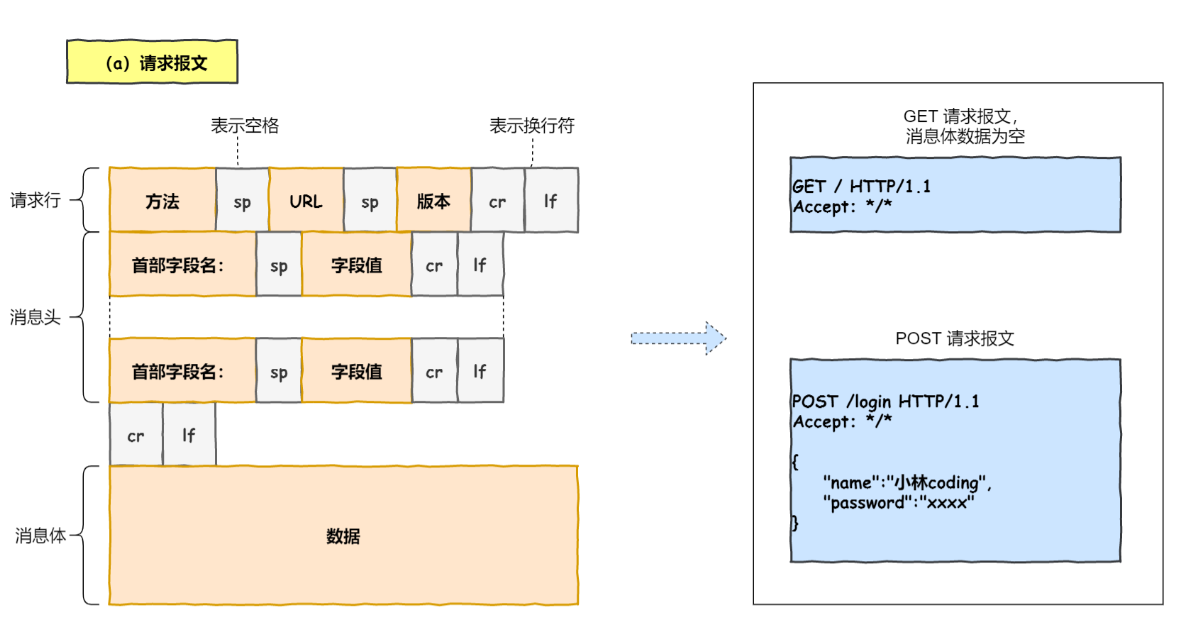 (a) 请求报文
表示空格
表示换行符
请求行
方法 sp URL sp 版本 cr lf
消息头
首部字段名: sp 字段值 cr lf
首部字段名: sp 字段值 cr lf
cr lf
消息体
数据
GET 请求报文,
消息体数据为空
GET / HTTP/1.1
Accept: */*
POST 请求报文
POST /login HTTP/1.1
Accept: */*
{
"name":"小林coding",
"password":"xxxx"
}